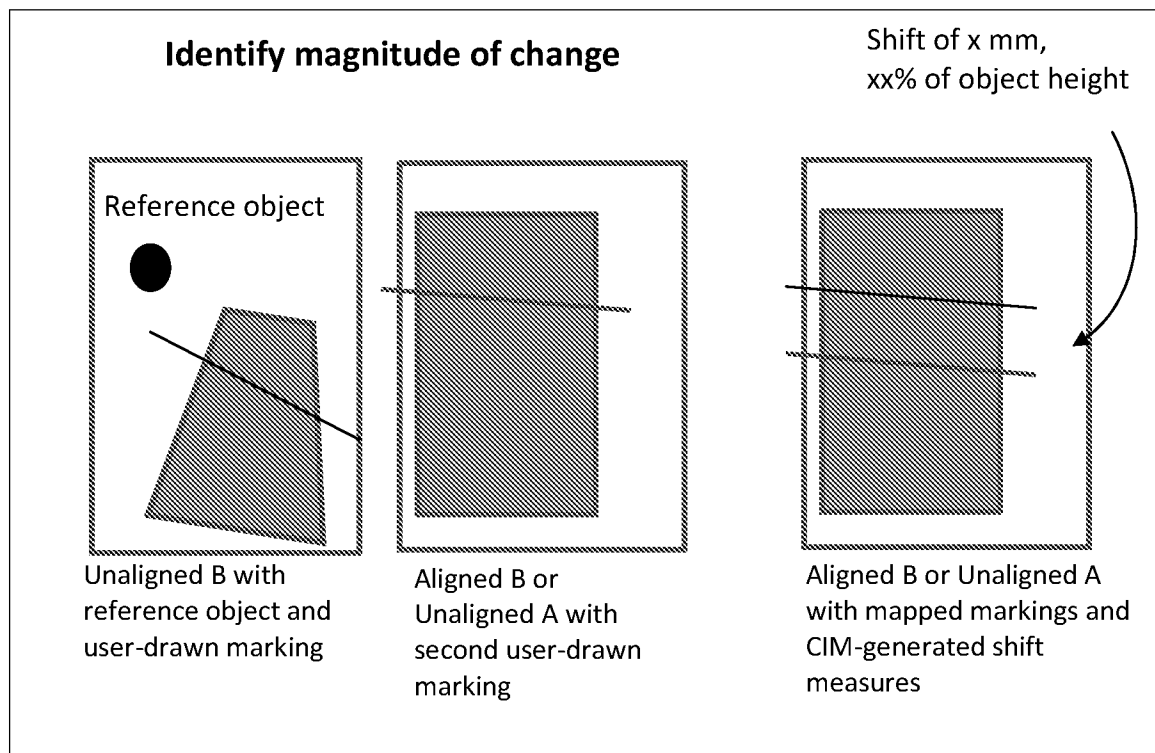 Identify magnitude of change
Shift of x mm,
xx% of object height
Reference object
Unaligned B with
reference object and
user-drawn marking
Aligned B or
Unaligned A with
second user-drawn
marking
Aligned B or Unaligned A
with mapped markings and
CIM-generated shift
measures